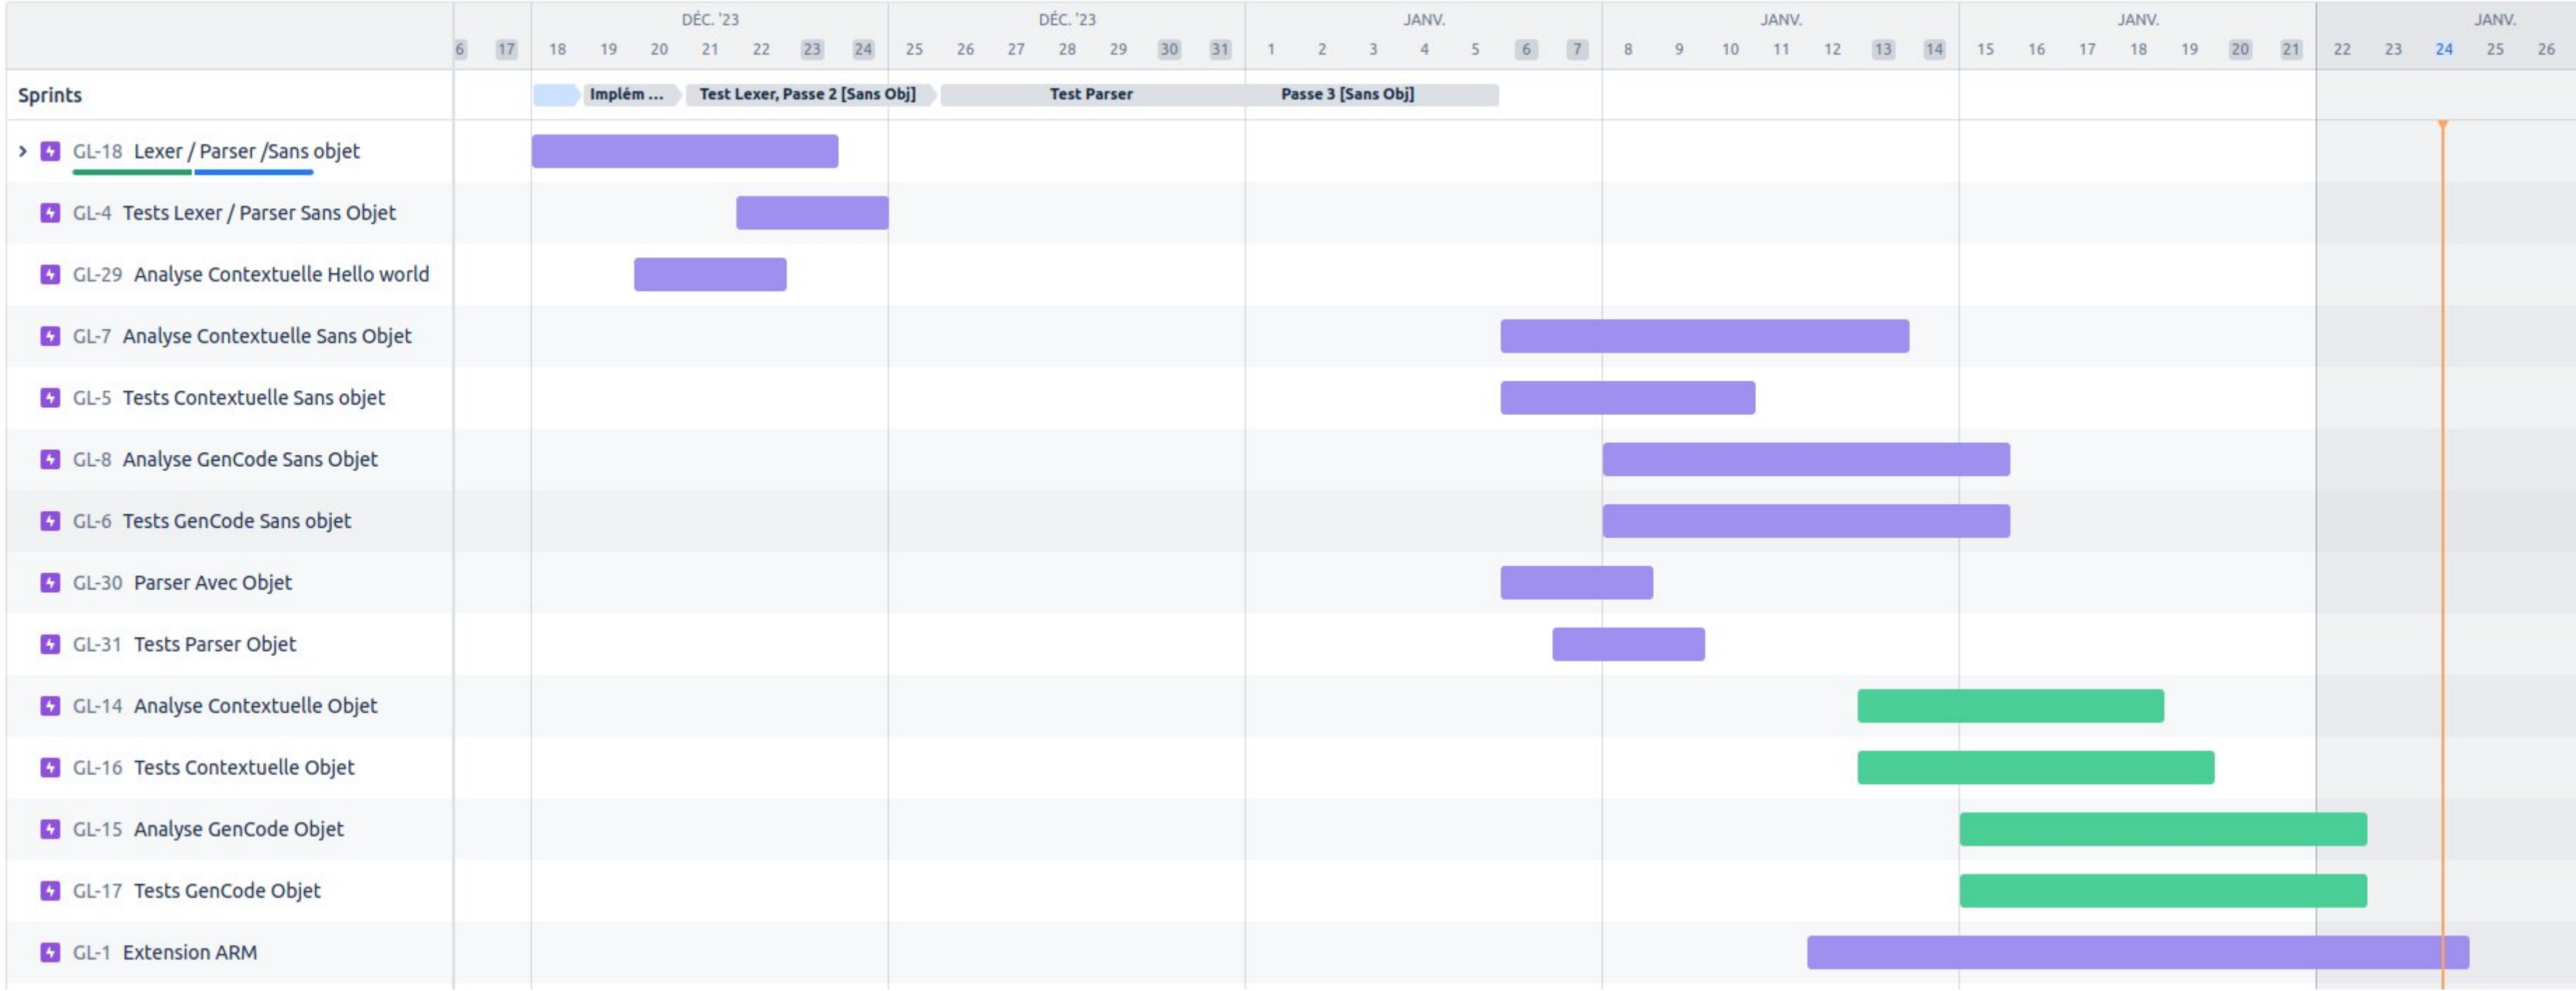 DÉC. '23 DÉC. '23 JANV. JANV. JANV. JANV.
6 17 18 19 20 21 22 23 24 25 26 27 28 29 30 31 1 2 3 4 5 6 7 8 9 10 11 12 13 14 15 16 17 18 19 20 21 22 23 24 25 26
Sprints Implém ... Test Lexer, Passe 2 [Sans Obj] Test Parser Passe 3 [Sans Obj]
GL-18 Lexer / Parser /Sans objet
GL-4 Tests Lexer / Parser Sans Objet
GL-29 Analyse Contextuelle Hello world
GL-7 Analyse Contextuelle Sans Objet
GL-5 Tests Contextuelle Sans objet
GL-8 Analyse GenCode Sans Objet
GL-6 Tests GenCode Sans objet
GL-30 Parser Avec Objet
GL-31 Tests Parser Objet
GL-14 Analyse Contextuelle Objet
GL-16 Tests Contextuelle Objet
GL-15 Analyse GenCode Objet
GL-17 Tests GenCode Objet
GL-1 Extension ARM